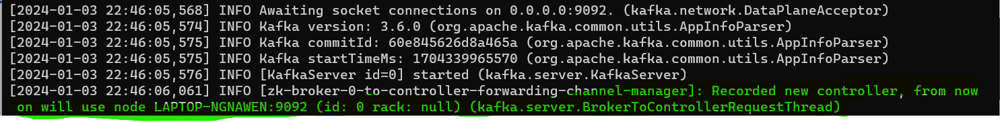 [2024-01-03 22:46:05,568] INFO Awaiting socket connections on 0.0.0.0:9092. (kafka.network.DataPlaneAcceptor)
[2024-01-03 22:46:05,574] INFO Kafka version: 3.6.0 (org.apache.kafka.common.utils.AppInfoParser)
[2024-01-03 22:46:05,575] INFO Kafka commitId: 60e845626d8a465a (org.apache.kafka.common.utils.AppInfoParser)
[2024-01-03 22:46:05,575] INFO Kafka startTimeMs: 1704339965570 (org.apache.kafka.common.utils.AppInfoParser)
[2024-01-03 22:46:05,576] INFO [KafkaServer id=0] started (kafka.server.KafkaServer)
[2024-01-03 22:46:06,061] INFO [zk-broker-0-to-controller-forwarding-channel-manager]: Recorded new controller, from now
on will use node LAPTOP-NGNAWEN:9092 (id: 0 rack: null) (kafka.server.BrokerToControllerRequestThread)